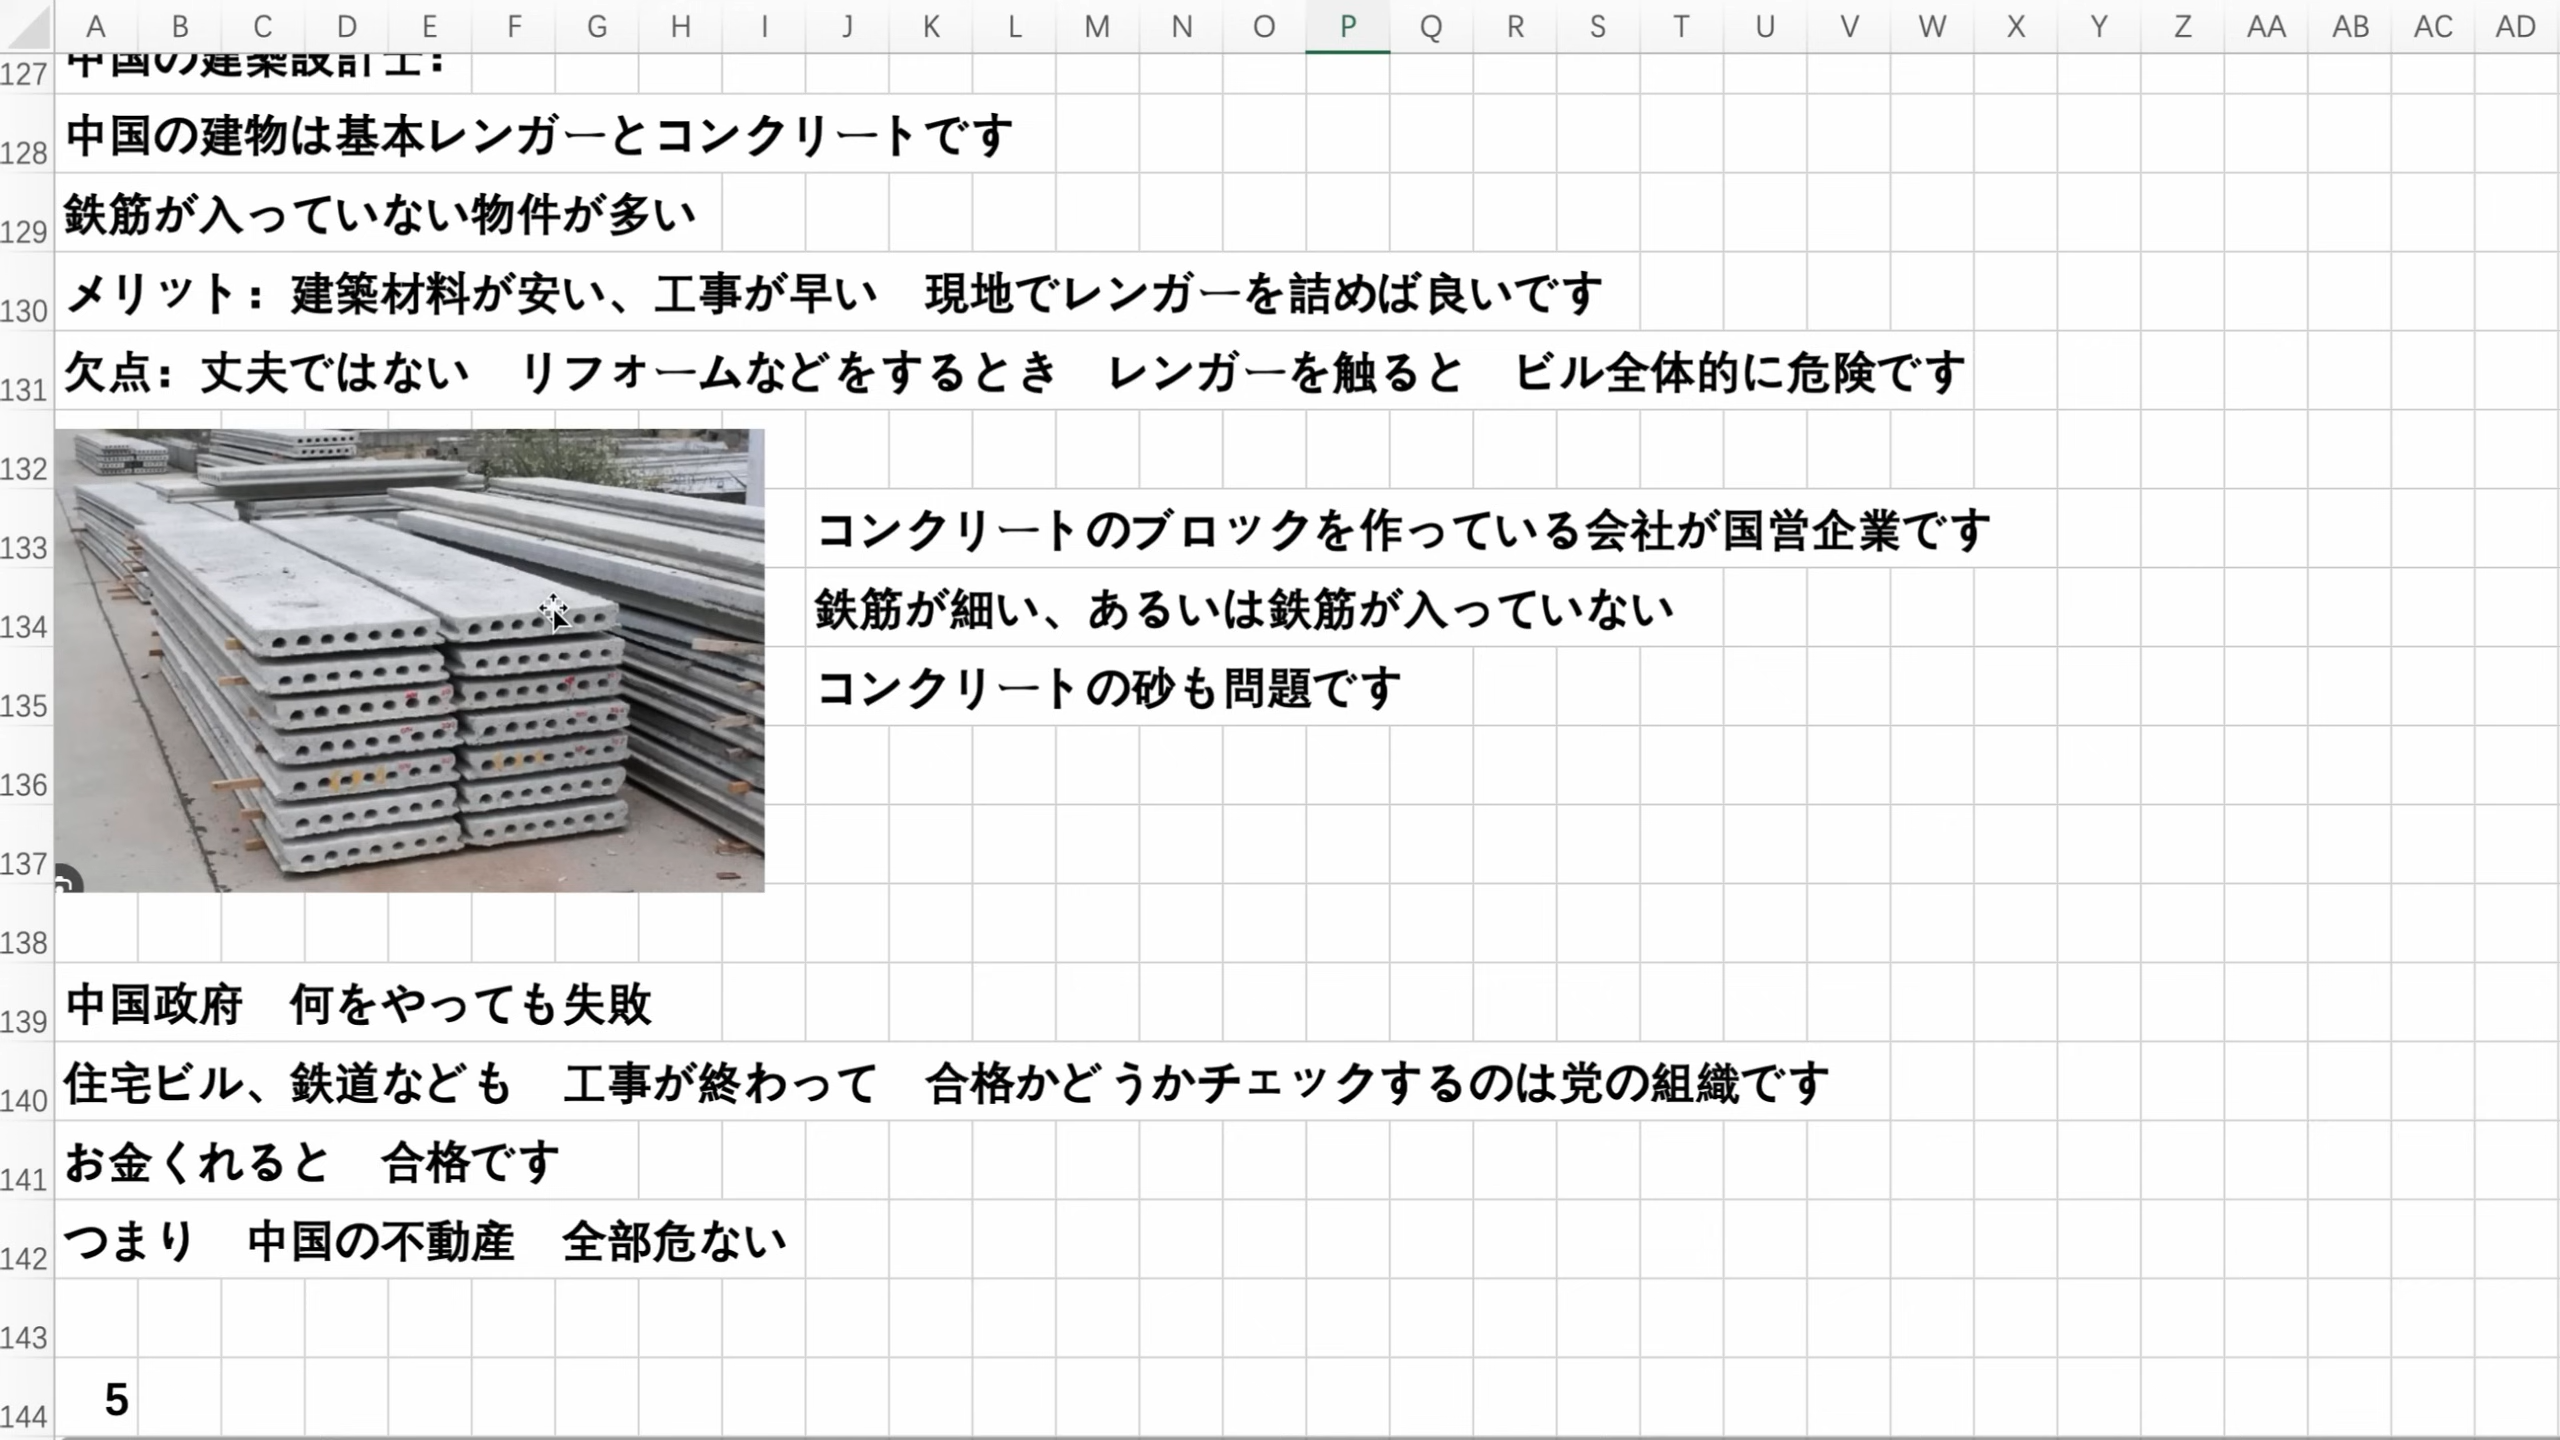 A B C D E F G H I J K L M N O P Q R S T U V W X Y Z AA AB AC AD
127 中国の建築設計士：
128 中国の建物は基本レンガーとコンクリートです
129 鉄筋が入っていない物件が多い
130 メリット：建築材料が安い、工事が早い　現地でレンガーを詰めば良いです
131 欠点：丈夫ではない　リフォームなどをするとき　レンガーを触ると　ビル全体的に危険です
132
133 コンクリートのブロックを作っている会社が国営企業です
134 鉄筋が細い、あるいは鉄筋が入っていない
135 コンクリートの砂も問題です
136
137
138
139 中国政府　何をやっても失敗
140 住宅ビル、鉄道なども　工事が終わって　合格かどうかチェックするのは党の組織です
141 お金くれると　合格です
142 つまり　中国の不動産　全部危ない
143
144 5